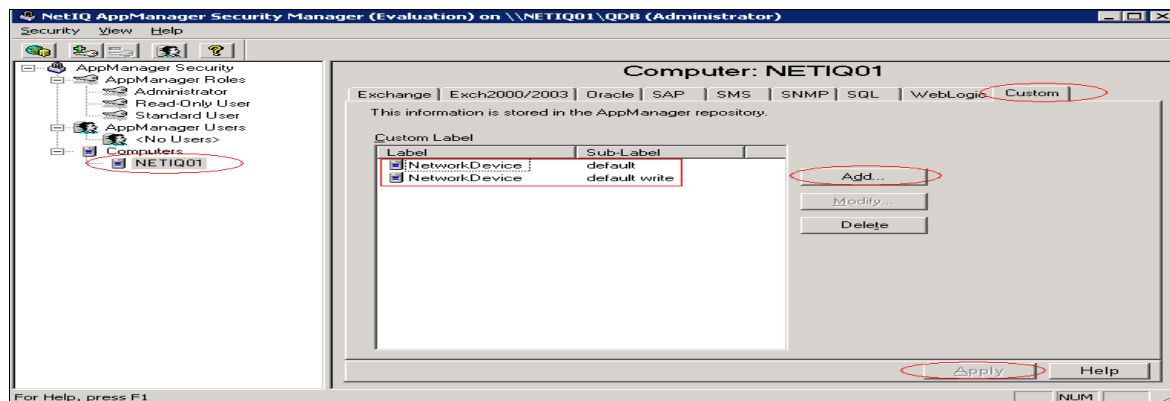 NetIQ AppManager Security Manager (Evaluation) on \\NETIQ01\QDB (Administrator)
Security View Help
AppManager Security
AppManager Roles
Administrator
Read-Only User
Standard User
AppManager Users
<No Users>
Computers
NETIQ01
Computer: NETIQ01
Exchange Exch2000/2003 Oracle SAP SMS SNMP SQL WebLogic Custom
This information is stored in the AppManager repository.
Custom Label
Label Sub-Label
NetworkDevice default
NetworkDevice default write
Add...
Modify...
Delete
Apply Help
For Help, press F1 NUM